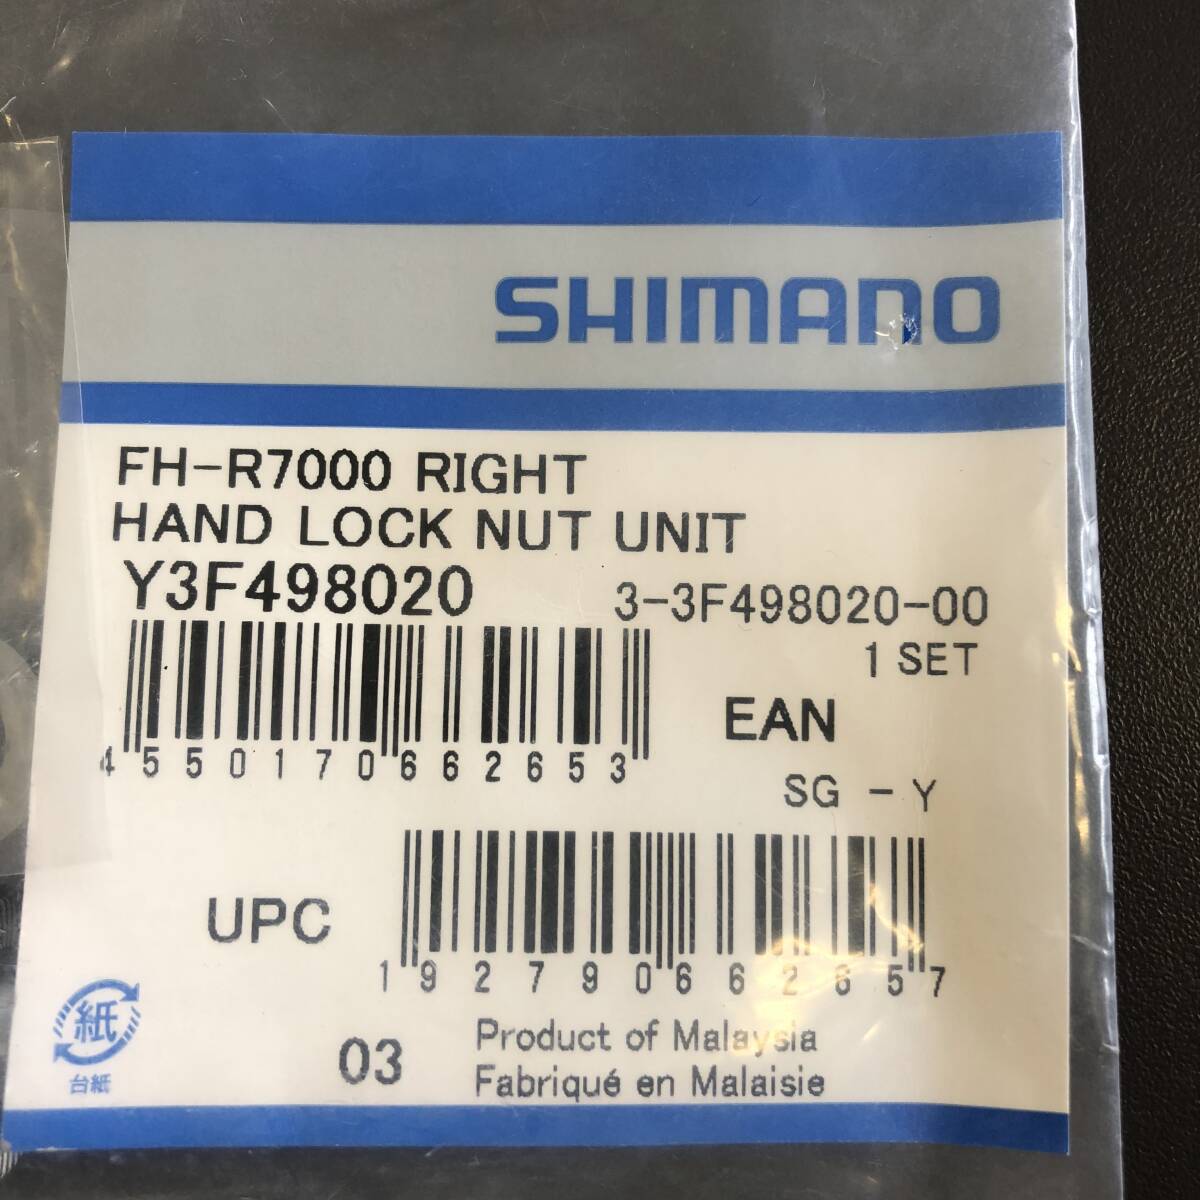 SHIMANO
FH-R7000 RIGHT
HAND LOCK NUT UNIT
Y3F498020 3-3F498020-00
1 SET
4550170662653
EAN
SG - Y
UPC
192790662657
紙
台紙
03
Product of Malaysia
Fabriqué en Malaisie